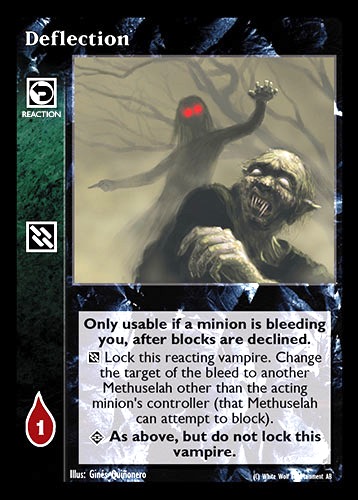 Deflection
REACTION
Only usable if a minion is bleeding
you, after blocks are declined.
Lock this reacting vampire. Change
the target of the bleed to another
Methuselah other than the acting
minion's controller (that Methuselah
can attempt to block).
As above, but do not lock this
vampire.
1
Illus: Ginés Quiñonero
(C) White Wolf Entertainment AB